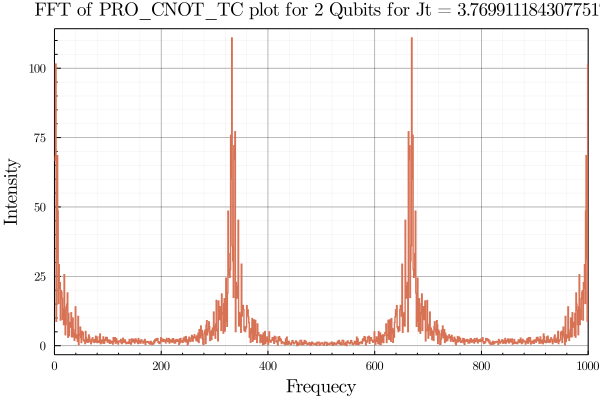 FFT of PRO_CNOT_TC plot for 2 Qubits for Jt = 3.769911184307751
Intensity
100
75
50
25
0
0 200 400 600 800 1000
Frequecy